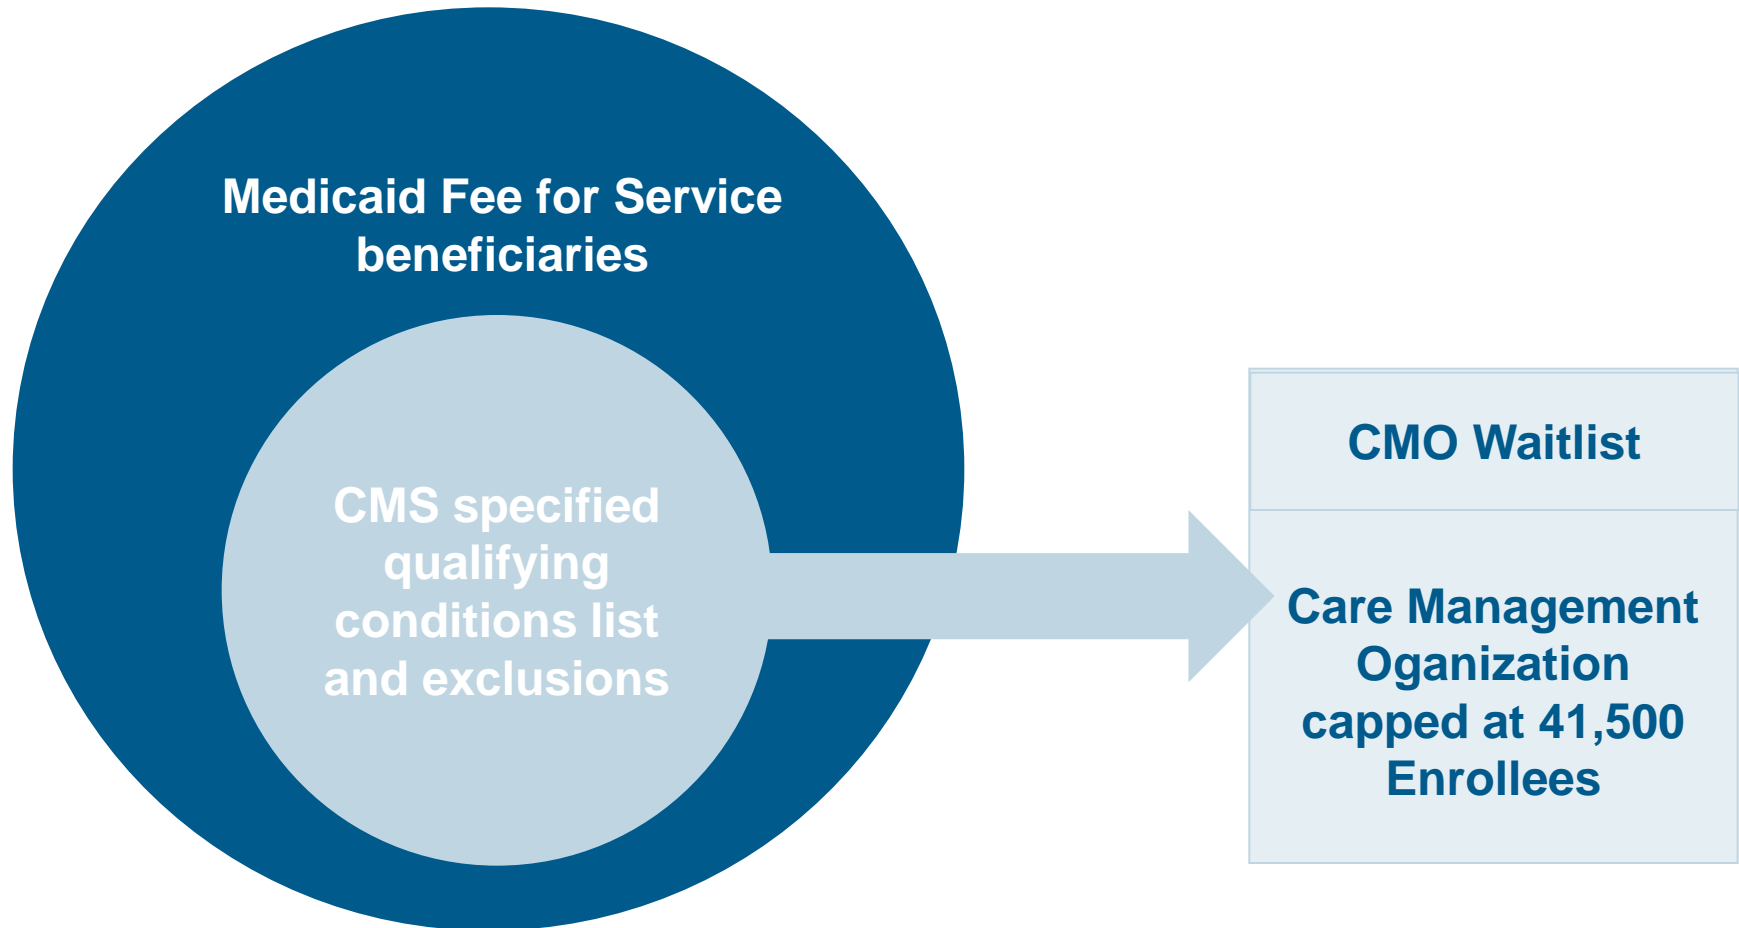 Medicaid Fee for Service
beneficiaries
CMS specified
qualifying
conditions list
and exclusions
CMO Waitlist
Care Management
Oganization
capped at 41,500
Enrollees